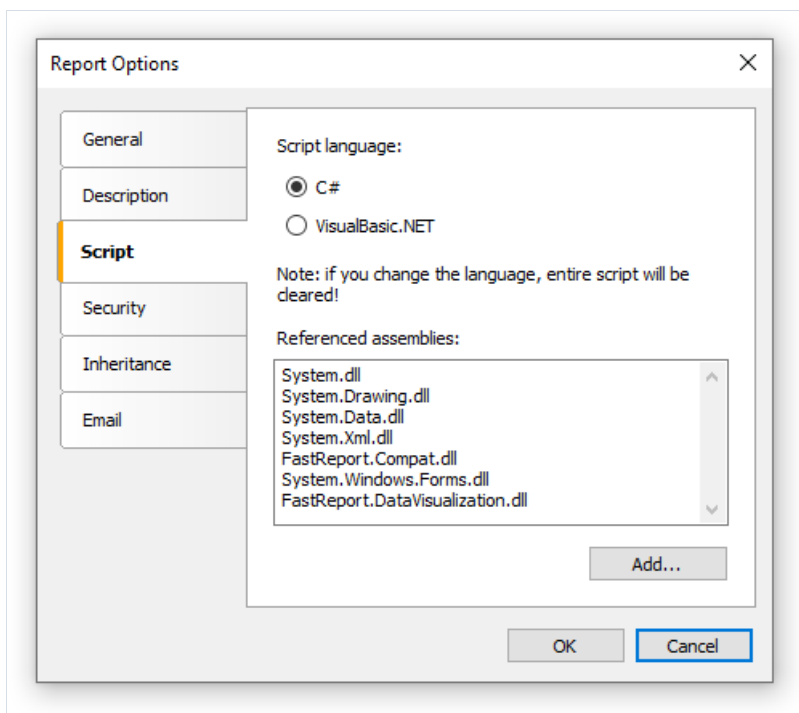 Report Options
General
Description
Script
Security
Inheritance
Email
Script language:
C#
VisualBasic.NET
Note: if you change the language, entire script will be
cleared!
Referenced assemblies:
System.dll
System.Drawing.dll
System.Data.dll
System.Xml.dll
FastReport.Compat.dll
System.Windows.Forms.dll
FastReport.DataVisualization.dll
Add...
OK
Cancel